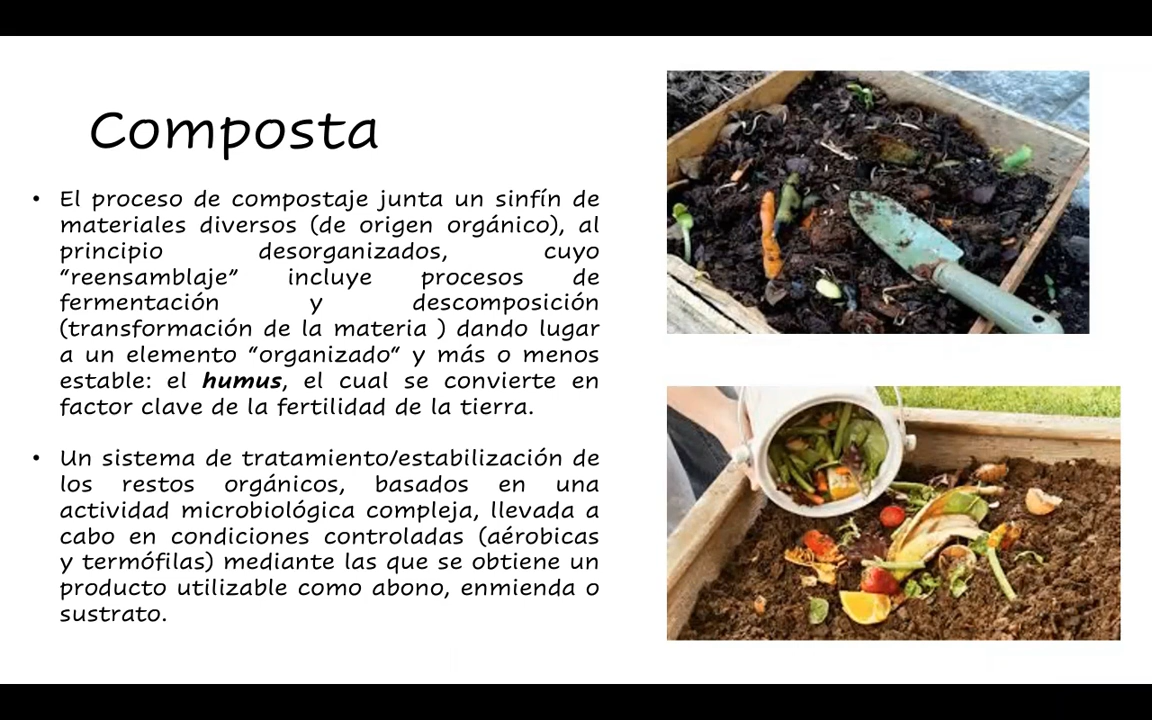 Composta
• El proceso de compostaje junta un sinfín de
materiales diversos (de origen orgánico), al
principio desorganizados, cuyo
“reensamblaje” incluye procesos de
fermentación y descomposición
(transformación de la materia ) dando lugar
a un elemento “organizado“ y más o menos
estable: el humus, el cual se convierte en
factor clave de la fertilidad de la tierra.
• Un sistema de tratamiento/estabilización de
los restos orgánicos, basados en una
actividad microbiológica compleja, llevada a
cabo en condiciones controladas (aérobicas
y termófilas) mediante las que se obtiene un
producto utilizable como abono, enmienda o
sustrato.